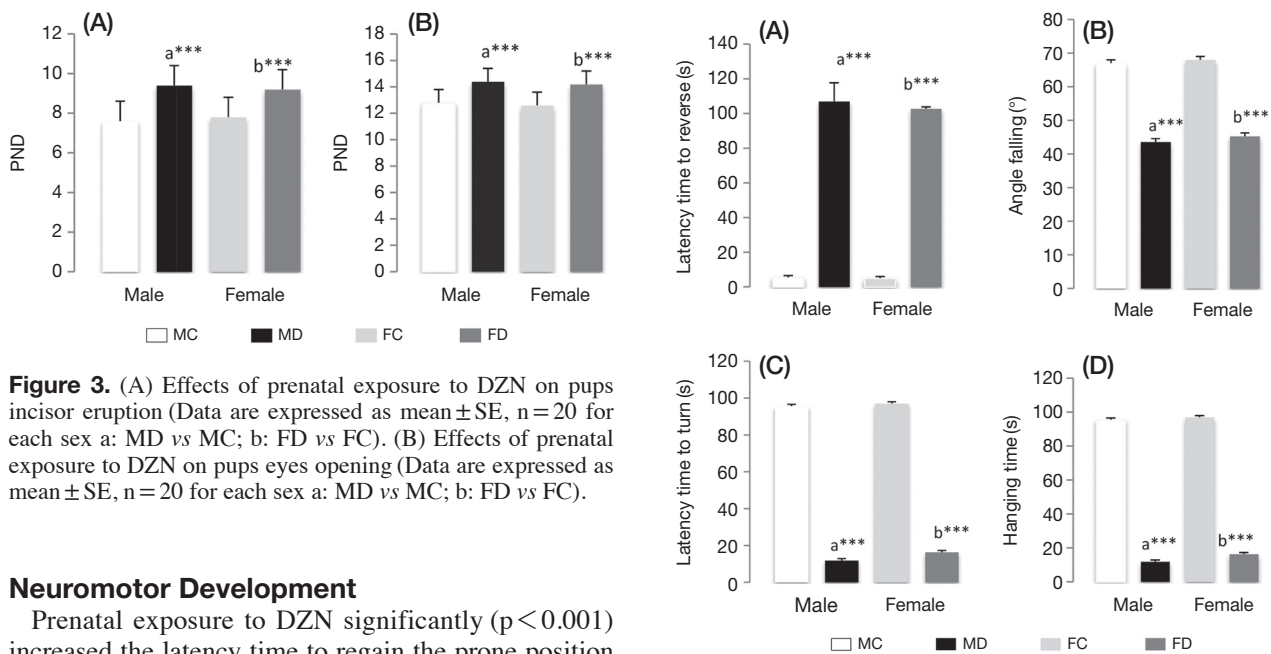 (A)
(B)
a***
b***
a***
b***
PND
12
10
8
6
4
2
0
PND
18
16
14
12
10
8
6
4
2
0
Male Female
Male Female
MC MD FC FD
Figure 3. (A) Effects of prenatal exposure to DZN on pups
incisor eruption (Data are expressed as mean±SE, n=20 for
each sex a: MD vs MC; b: FD vs FC). (B) Effects of prenatal
exposure to DZN on pups eyes opening (Data are expressed as
mean±SE, n=20 for each sex a: MD vs MC; b: FD vs FC).
Neuromotor Development
Prenatal exposure to DZN significantly (p<0.001)
increased the latency time to regain the prone position
(A)
Latency time to reverse (s)
140
120
100
80
60
40
20
0
a***
b***
Male Female
(B)
Angle falling (°)
80
70
60
50
40
30
20
10
0
a***
b***
Male Female
(C)
Latency time to turn (s)
120
100
80
60
40
20
0
a***
b***
Male Female
(D)
Hanging time (s)
120
100
80
60
40
20
0
a***
b***
Male Female
MC MD FC FD